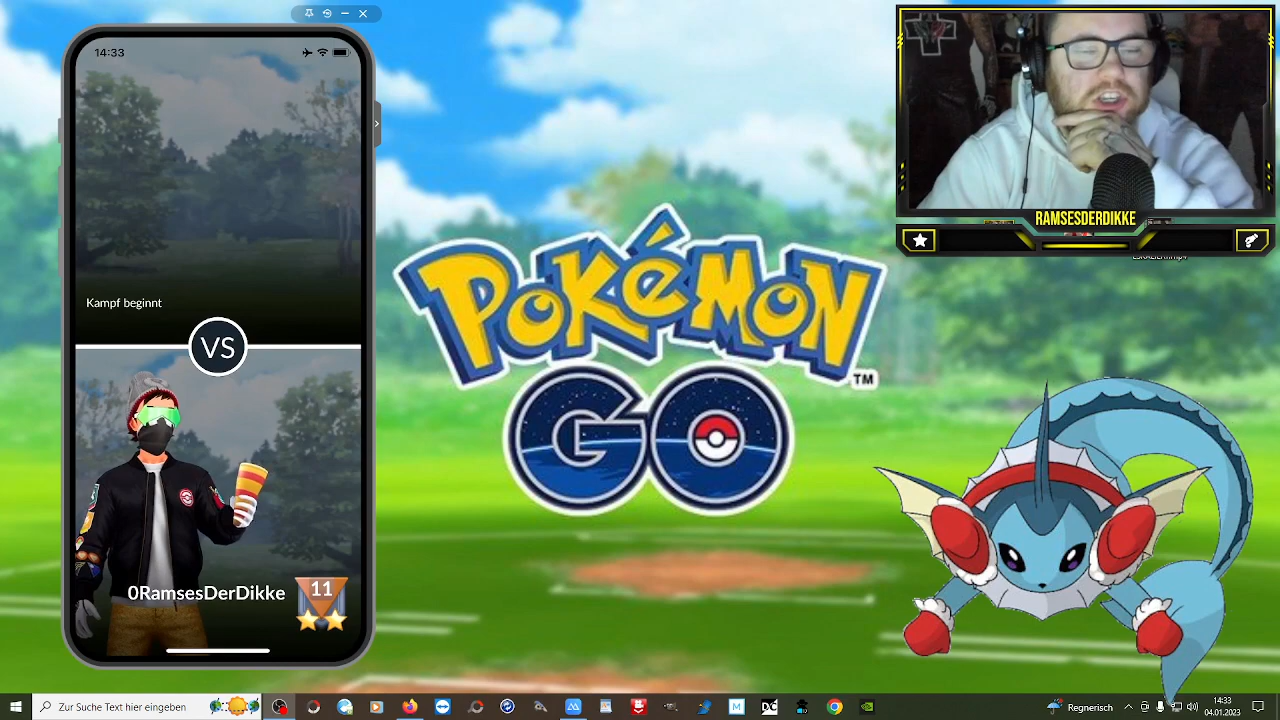 14:33
Kampf beginnt
VS
0RamsesDerDikke
11
POKéMON
TM
GO
RAMSESDERDIKKE
Zur Suche Text hier eingeben
M
DC
Regnerisch
14:33
04.01.2023